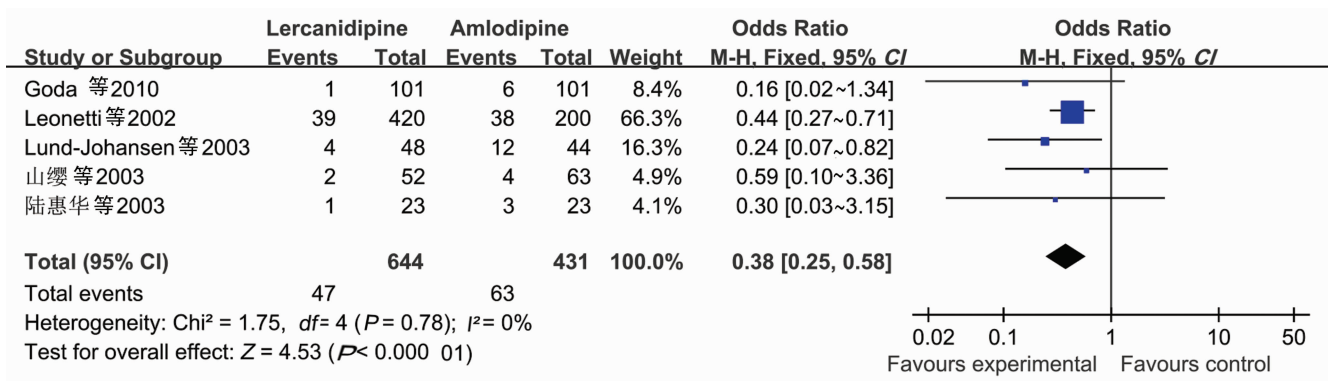 Lercanidipine Amlodipine Odds Ratio Odds Ratio
Study or Subgroup Events Total Events Total Weight M-H, Fixed, 95% CI M-H, Fixed, 95% CI
Goda 等2010 1 101 6 101 8.4% 0.16 [0.02~1.34]
Leonetti等2002 39 420 38 200 66.3% 0.44 [0.27~0.71]
Lund-Johansen等2003 4 48 12 44 16.3% 0.24 [0.07~0.82]
山缨 等2003 2 52 4 63 4.9% 0.59 [0.10~3.36]
陆惠华等2003 1 23 3 23 4.1% 0.30 [0.03~3.15]
Total (95% CI) 644 431 100.0% 0.38 [0.25, 0.58]
Total events 47 63
Heterogeneity: Chi² = 1.75, df= 4 (P = 0.78); I²= 0%
Test for overall effect: Z = 4.53 (P< 0.000 01)
0.02 0.1 1 10 50
Favours experimental Favours control